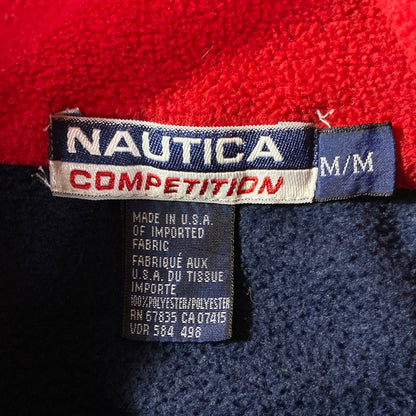 NAUTICA
COMPETITION
M/M
MADE IN U.S.A.
OF IMPORTED
FABRIC
FABRIQUÉ AUX
U.S.A. DU TISSUE
IMPORTE
100%POLYESTER/POLYESTER
RN 67835 CA 07415
VDR 584 498